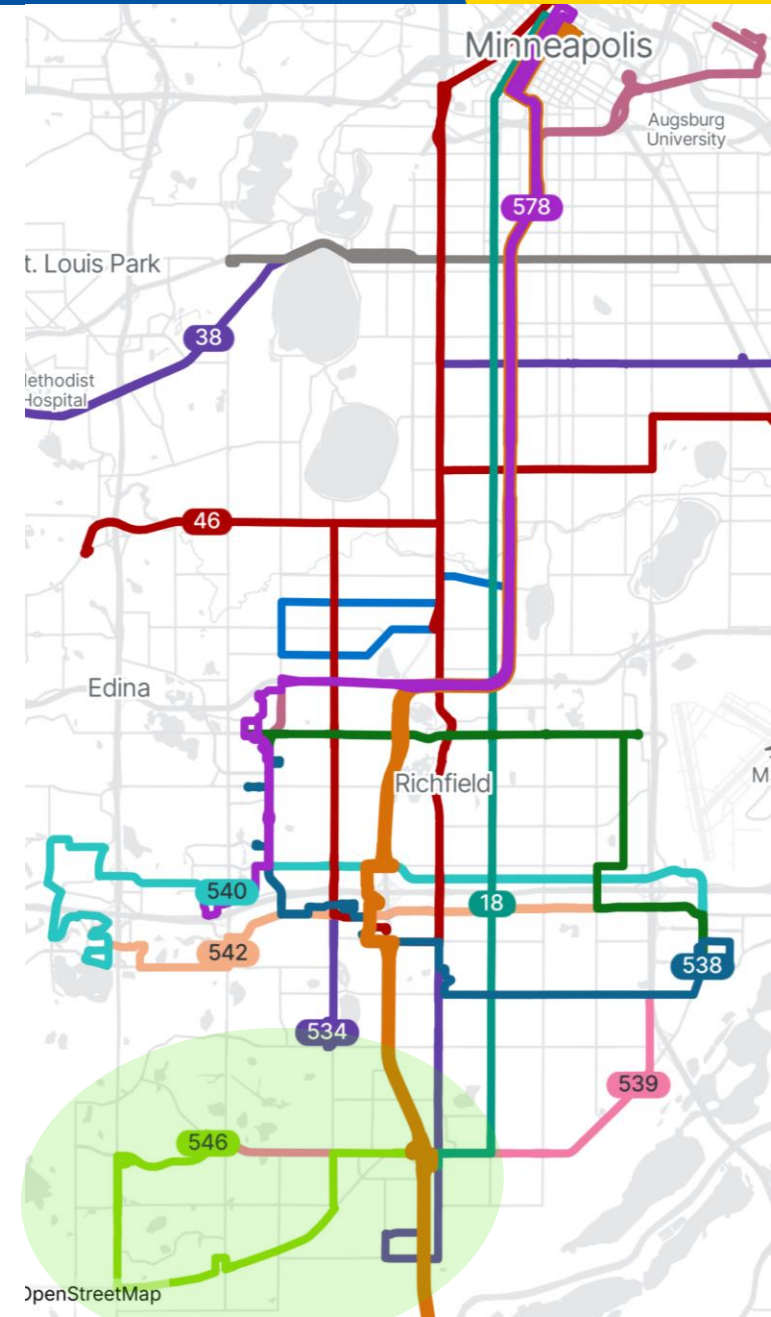 Minneapolis
Augsburg
University
578
t. Louis Park
38
lethodist
Hospital
46
Edina
Richfield
M
540
18
542
538
534
539
546
OpenStreetMap